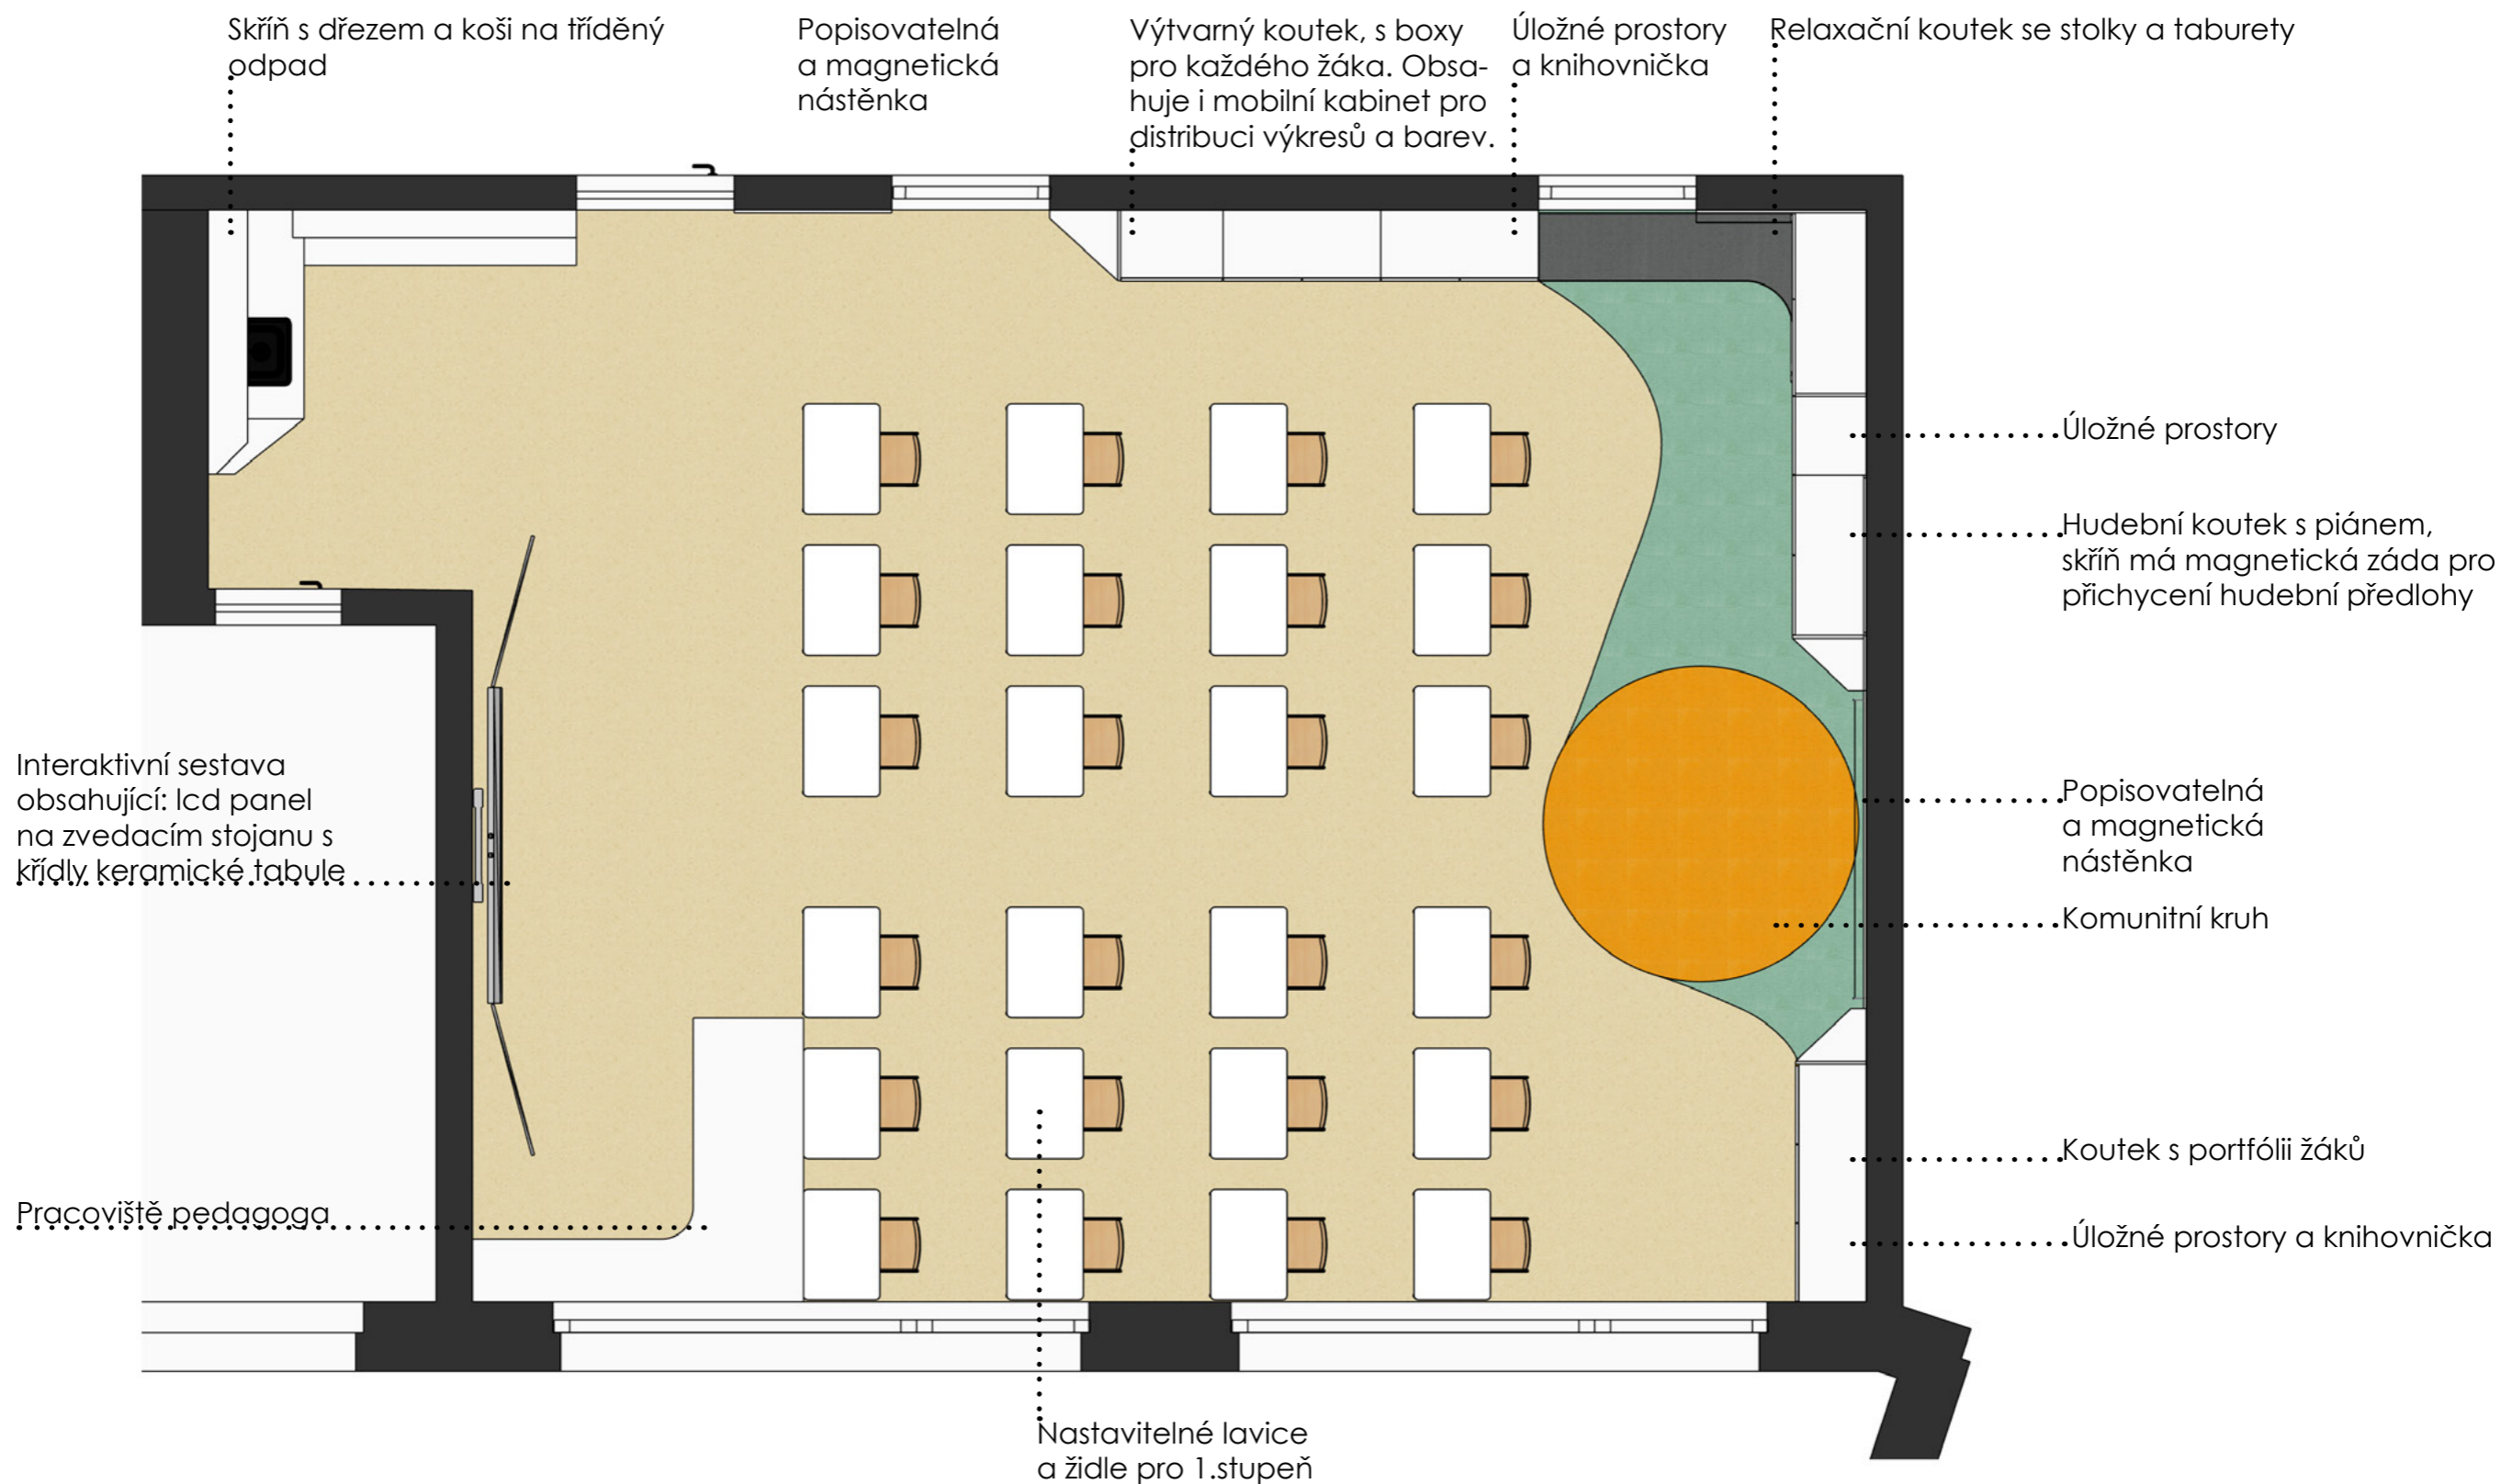 Skříň s dřezem a koši na tříděný
odpad
Popisovatelná
a magnetická
nástěnka
Výtvarný koutek, s boxy
pro každého žáka. Obsa-
huje i mobilní kabinet pro
distribuci výkresů a barev.
Úložné prostory
a knihovnička
Relaxační koutek se stolky a taburety
Úložné prostory
Hudební koutek s piánem,
skříň má magnetická záda pro
přichycení hudební předlohy
Interaktivní sestava
obsahující: lcd panel
na zvedacím stojanu s
křídly keramické tabule
Popisovatelná
a magnetická
nástěnka
Komunitní kruh
Koutek s portfólii žáků
Pracoviště pedagoga
Úložné prostory a knihovnička
Nastavitelné lavice
a židle pro 1.stupeň